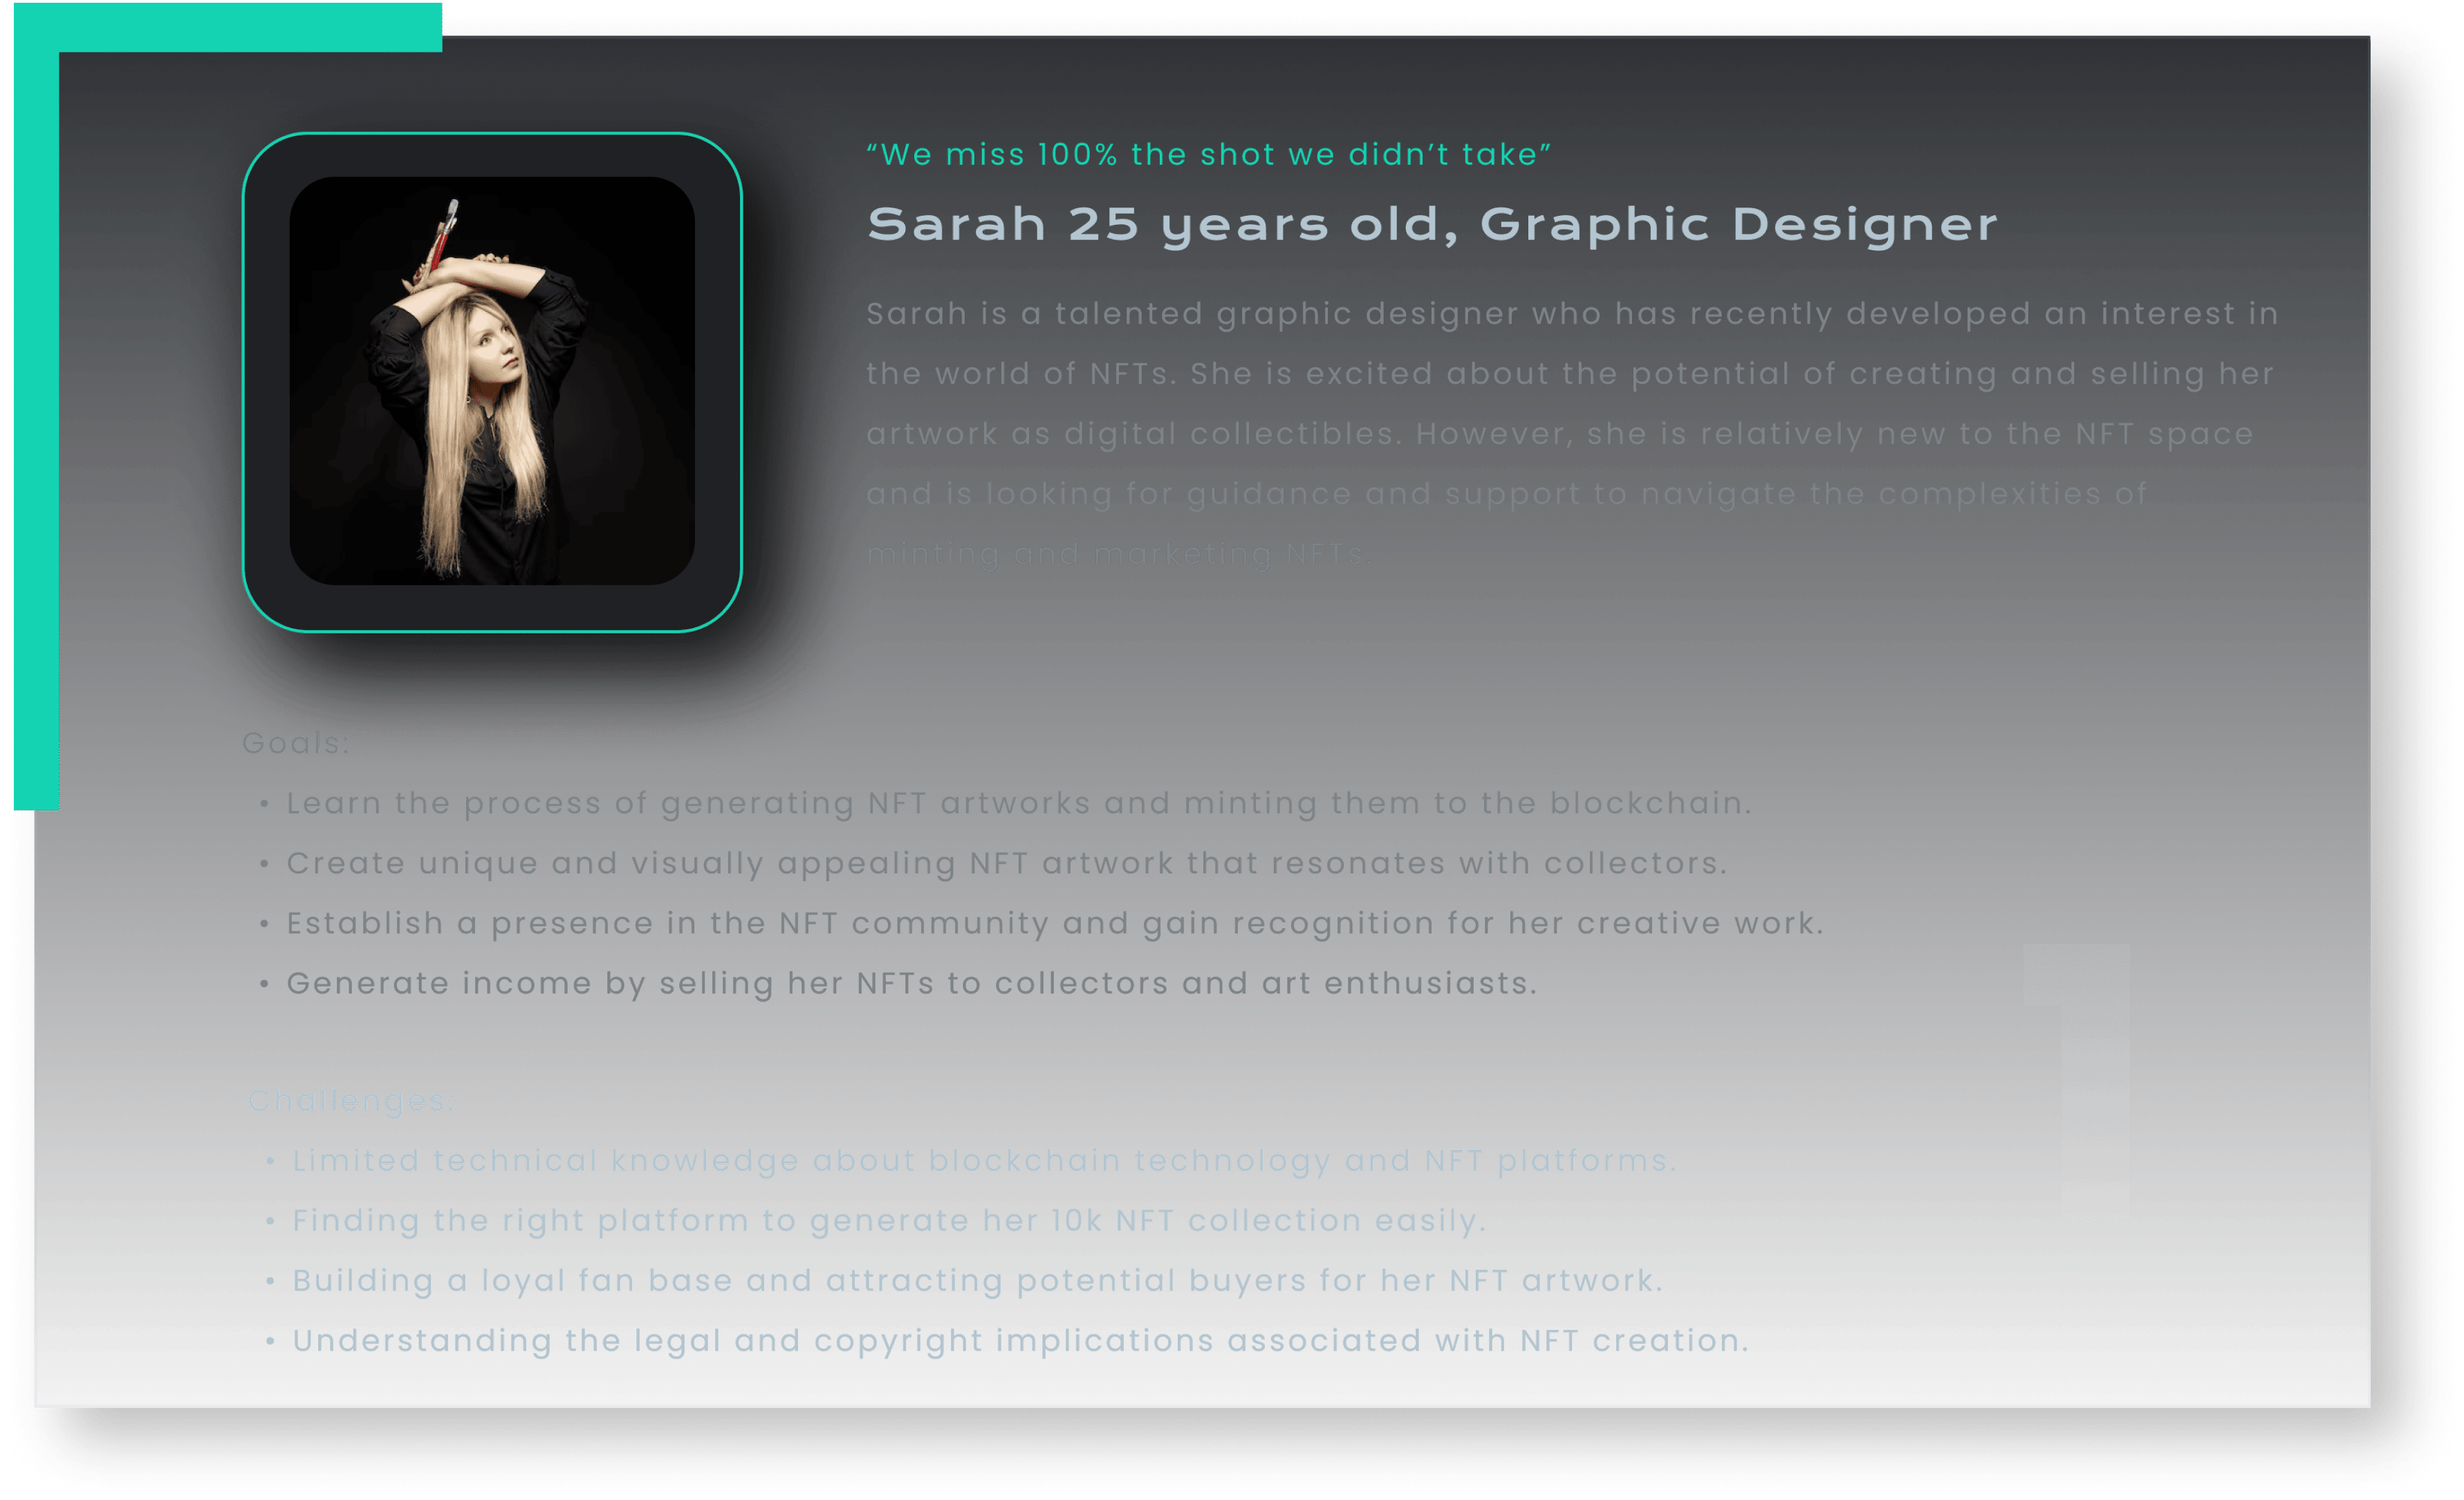 “We miss 100% the shot we didn’t take”
Sarah 25 years old, Graphic Designer
Sarah is a talented graphic designer who has recently developed an interest in
the world of NFTs. She is excited about the potential of creating and selling her
artwork as digital collectibles. However, she is relatively new to the NFT space
and is looking for guidance and support to navigate the complexities of
minting and marketing NFTs.
Goals:
• Learn the process of generating NFT artworks and minting them to the blockchain.
• Create unique and visually appealing NFT artwork that resonates with collectors.
• Establish a presence in the NFT community and gain recognition for her creative work.
• Generate income by selling her NFTs to collectors and art enthusiasts.
1
Challenges:
• Limited technical knowledge about blockchain technology and NFT platforms.
• Finding the right platform to generate her 10k NFT collection easily.
• Building a loyal fan base and attracting potential buyers for her NFT artwork.
• Understanding the legal and copyright implications associated with NFT creation.